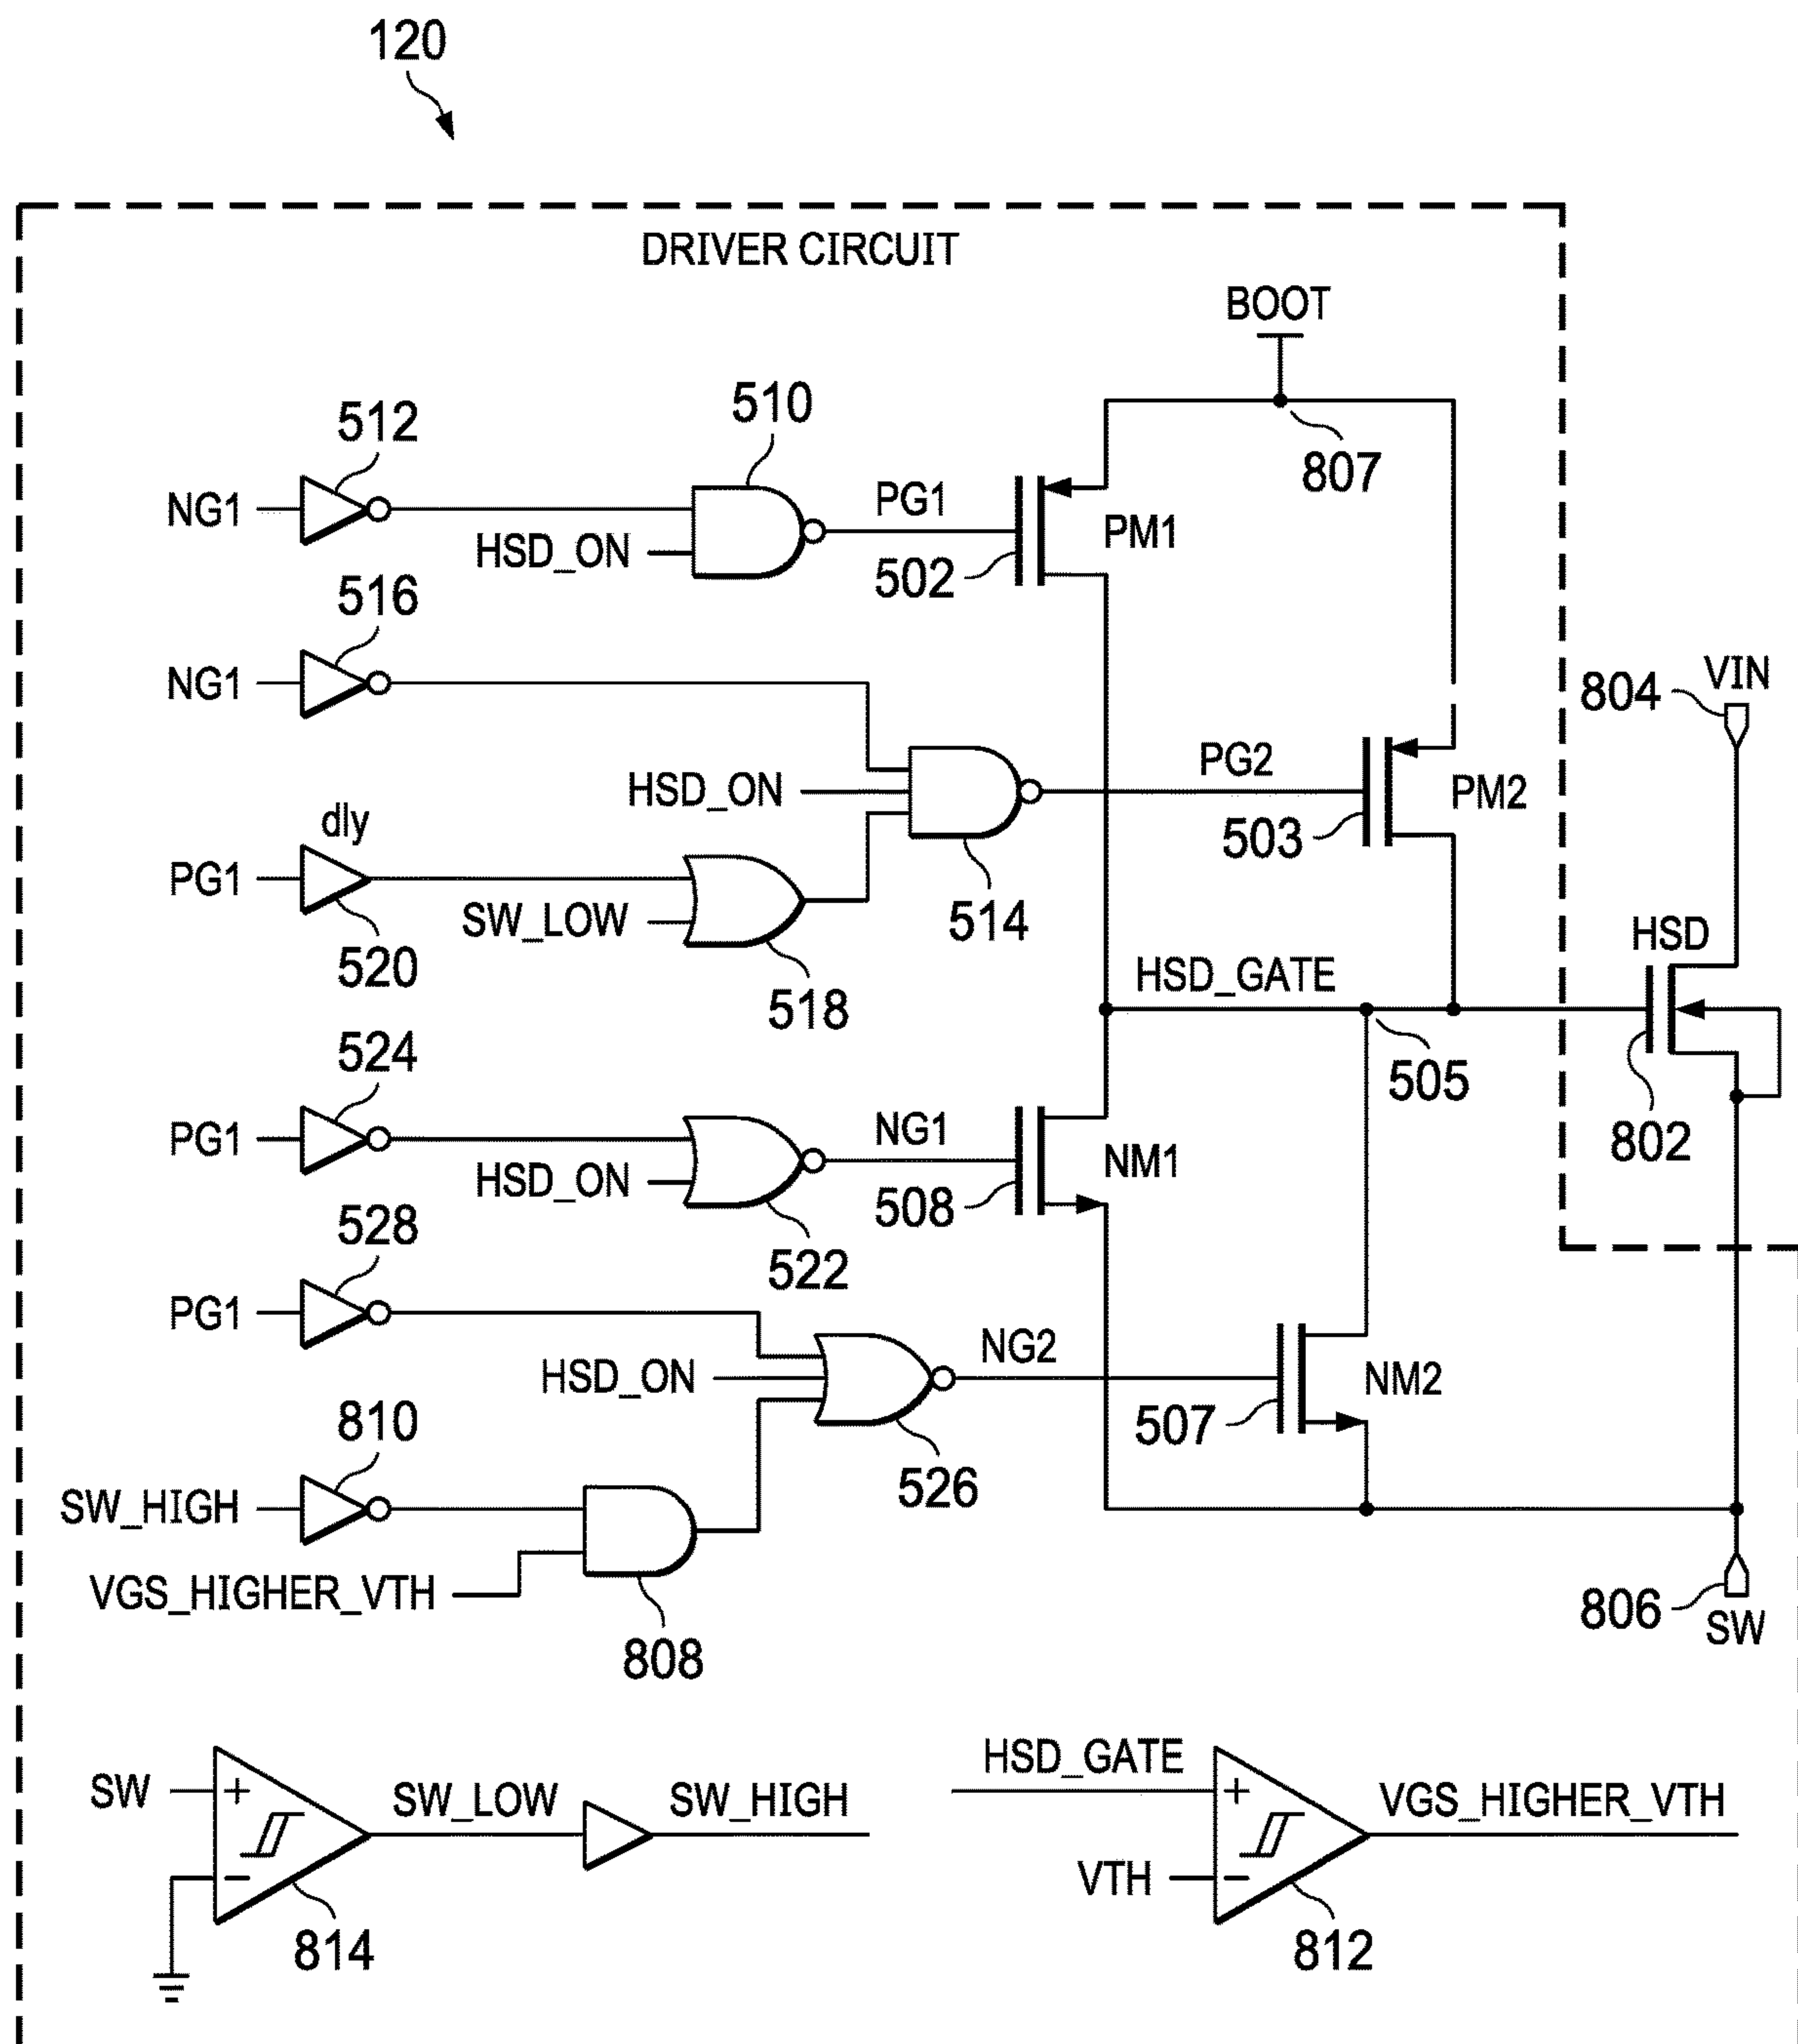 120
DRIVER CIRCUIT
BOOT
807
512
510
NG1
HSD_ON
PG1
502
PM1
516
NG1
HSD_ON
PG2
503
PM2
804
VIN
dly
PG1
520
SW_LOW
518
514
HSD_GATE
505
HSD
802
524
PG1
HSD_ON
522
NG1
508
NM1
528
PG1
HSD_ON
526
NG2
507
NM2
810
SW_HIGH
VGS_HIGHER_VTH
808
806
SW
SW
+
-
814
SW_LOW
SW_HIGH
HSD_GATE
+
VTH
-
812
VGS_HIGHER_VTH